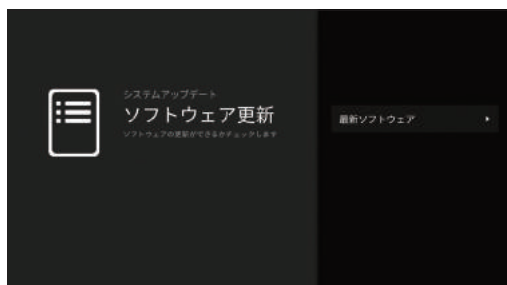 システムアップデート
ソフトウェア更新
ソフトウェアの更新ができるかチェックします
最新ソフトウェア